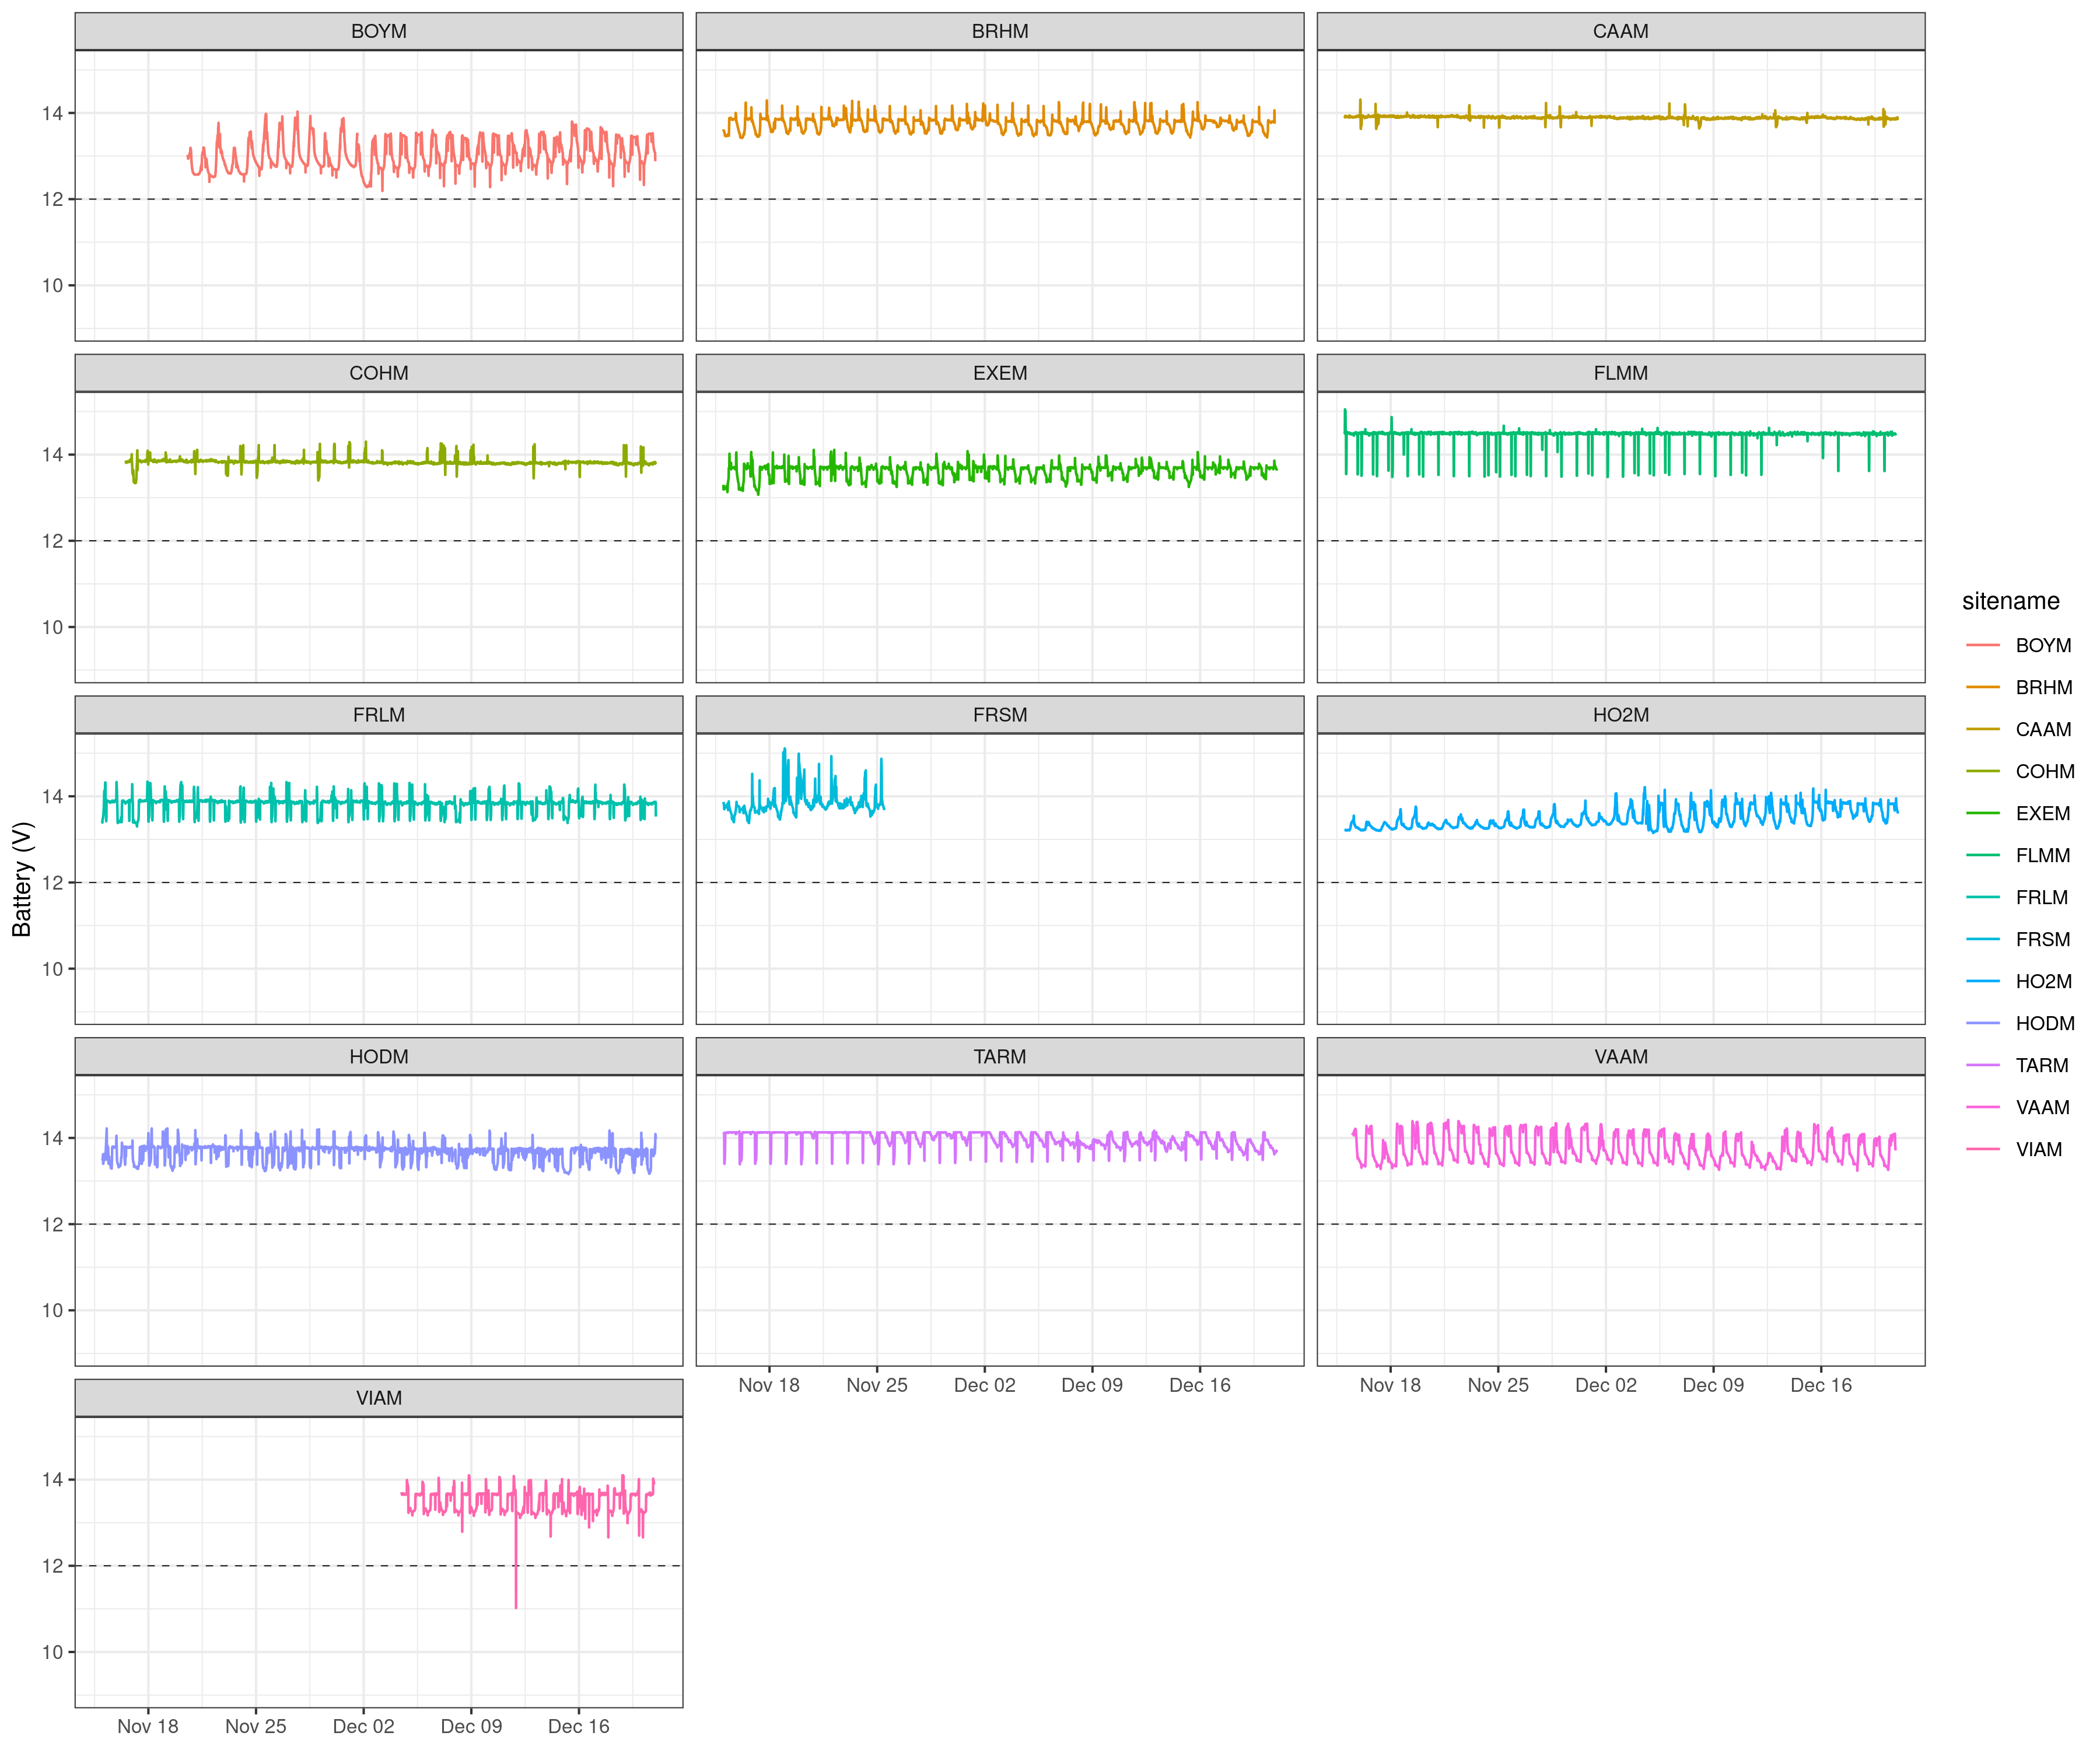 BOYM
BRHM
CAAM
14
12
10
COHM
EXEM
FLMM
14
12
10
FRLM
FRSM
HO2M
14
12
10
HODM
TARM
VAAM
14
12
10
Nov 18
Nov 25
Dec 02
Dec 09
Dec 16
Nov 18
Nov 25
Dec 02
Dec 09
Dec 16
VIAM
14
12
10
Nov 18
Nov 25
Dec 02
Dec 09
Dec 16
Battery (V)
sitename
BOYM
BRHM
CAAM
COHM
EXEM
FLMM
FRLM
FRSM
HO2M
HODM
TARM
VAAM
VIAM